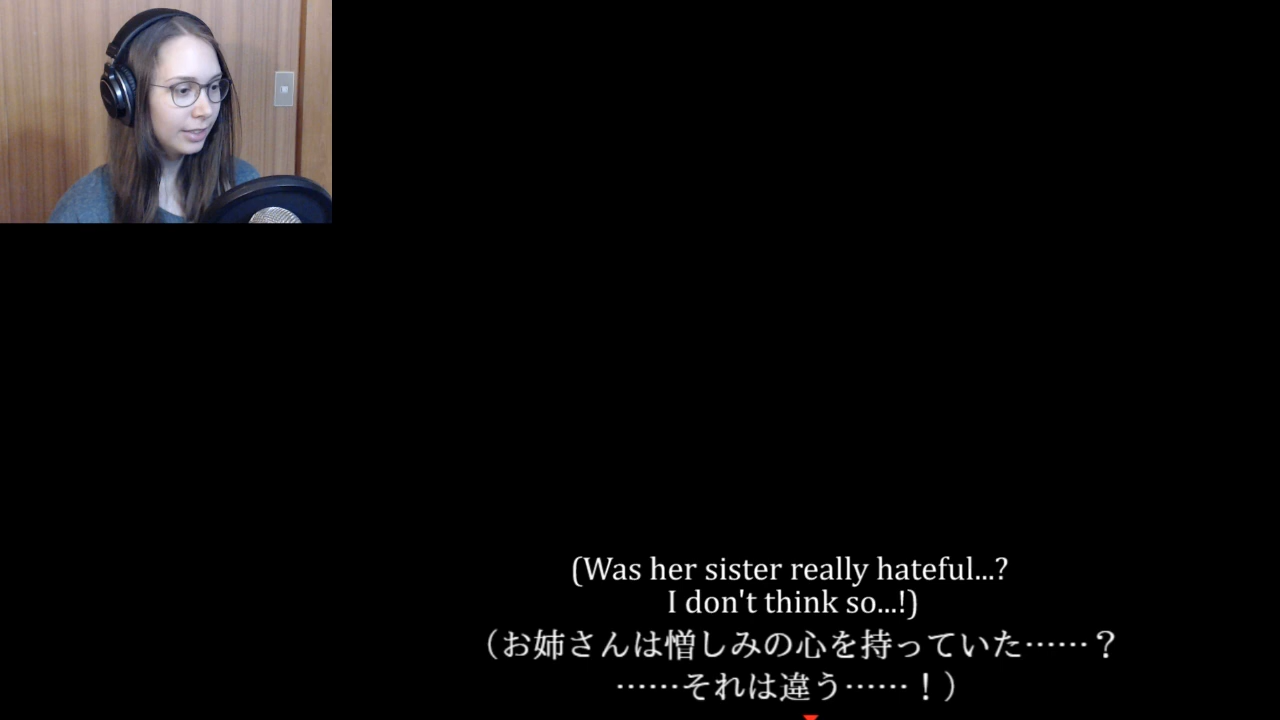 (Was her sister really hateful...?
I don't think so...!)
（お姉さんは憎しみの心を持っていた……？
……それは違う……！）